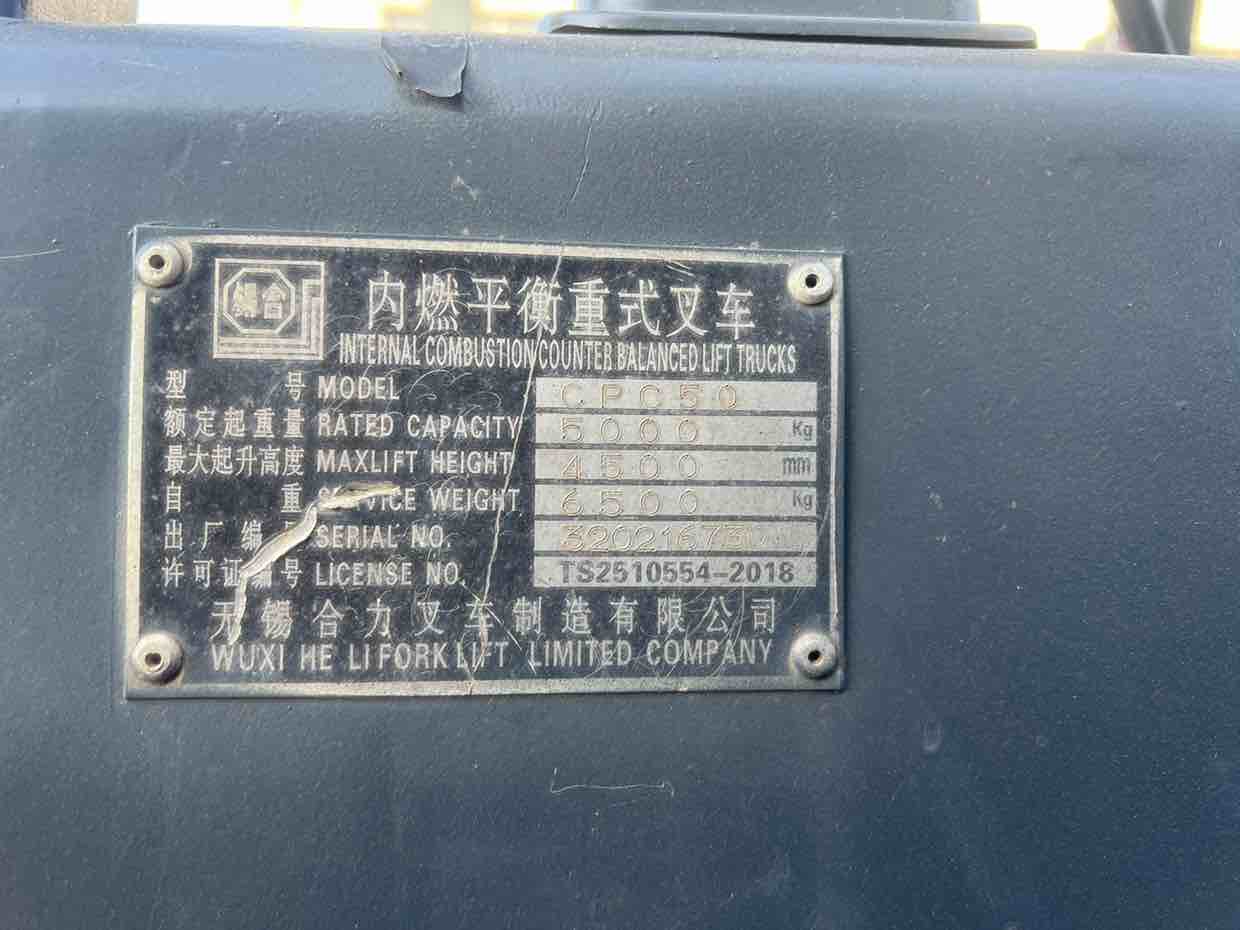 锡合
内燃平衡重式叉车
INTERNAL COMBUSTION COUNTER BALANCED LIFT TRUCKS
型 号 MODEL CPC50
额定起重量 RATED CAPACITY 5000 Kg
最大起升高度 MAXLIFT HEIGHT 4500 mm
自 重 SERVICE WEIGHT 6500 Kg
出厂编号 SERIAL NO.
许可证编号 LICENSE NO. TS2510554-2018
无锡合力叉车制造有限公司
WUXI HE LI FORK LIFT LIMITED COMPANY